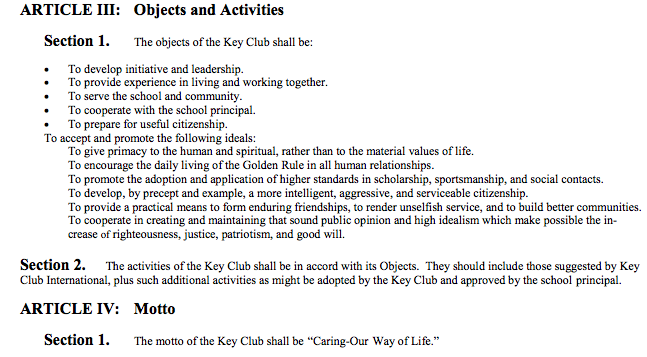 ARTICLE III: Objects and Activities
Section 1. The objects of the Key Club shall be:
• To develop initiative and leadership.
• To provide experience in living and working together.
• To serve the school and community.
• To cooperate with the school principal.
• To prepare for useful citizenship.
To accept and promote the following ideals:
To give primacy to the human and spiritual, rather than to the material values of life.
To encourage the daily living of the Golden Rule in all human relationships.
To promote the adoption and application of higher standards in scholarship, sportsmanship, and social contacts.
To develop, by precept and example, a more intelligent, aggressive, and serviceable citizenship.
To provide a practical means to form enduring friendships, to render unselfish service, and to build better communities.
To cooperate in creating and maintaining that sound public opinion and high idealism which make possible the in-
crease of righteousness, justice, patriotism, and good will.
Section 2. The activities of the Key Club shall be in accord with its Objects. They should include those suggested by Key
Club International, plus such additional activities as might be adopted by the Key Club and approved by the school principal.
ARTICLE IV: Motto
Section 1. The motto of the Key Club shall be “Caring-Our Way of Life.”